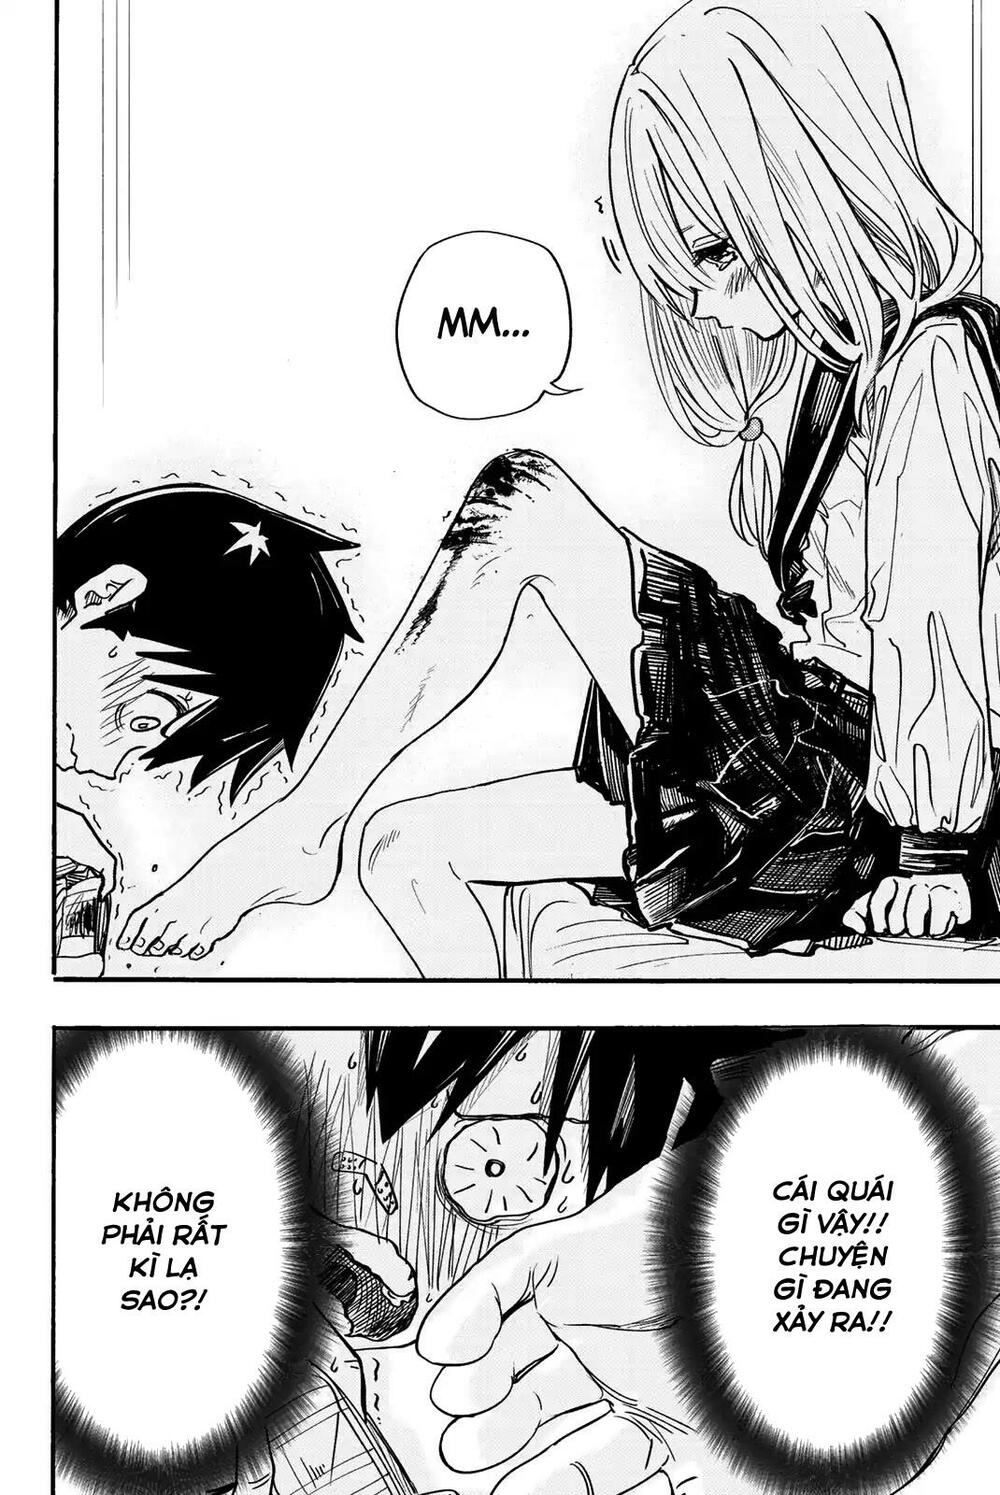 MM...
CÁI QUÁI
GÌ VẬY!!
CHUYỆN
GÌ ĐANG
XẢY RA!!
KHÔNG
PHẢI RẤT
KÌ LẠ
SAO?!